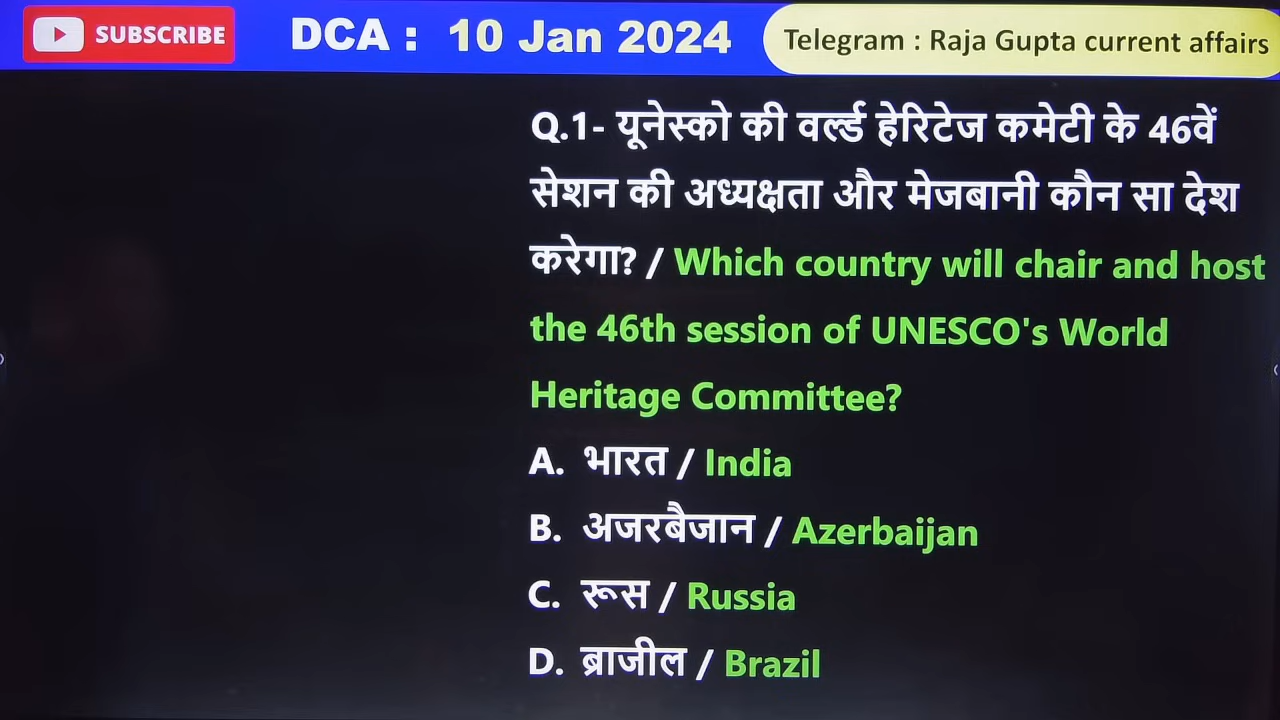 SUBSCRIBE
DCA : 10 Jan 2024
Telegram : Raja Gupta current affairs
Q.1- यूनेस्को की वर्ल्ड हेरिटेज कमेटी के 46वें
सेशन की अध्यक्षता और मेजबानी कौन सा देश
करेगा? / Which country will chair and host
the 46th session of UNESCO's World
Heritage Committee?
A. भारत / India
B. अजरबैजान / Azerbaijan
C. रूस / Russia
D. ब्राजील / Brazil